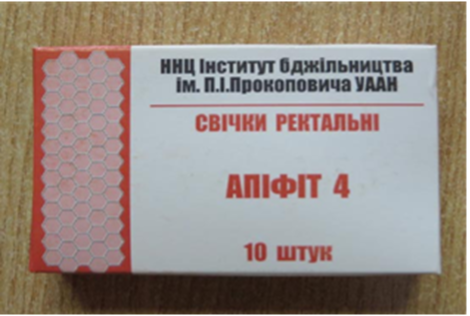 ННЦ Інститут бджільництва
ім. П.І.Прокоповича УААН
СВІЧКИ РЕКТАЛЬНІ
АПІФІТ 4
10 штук